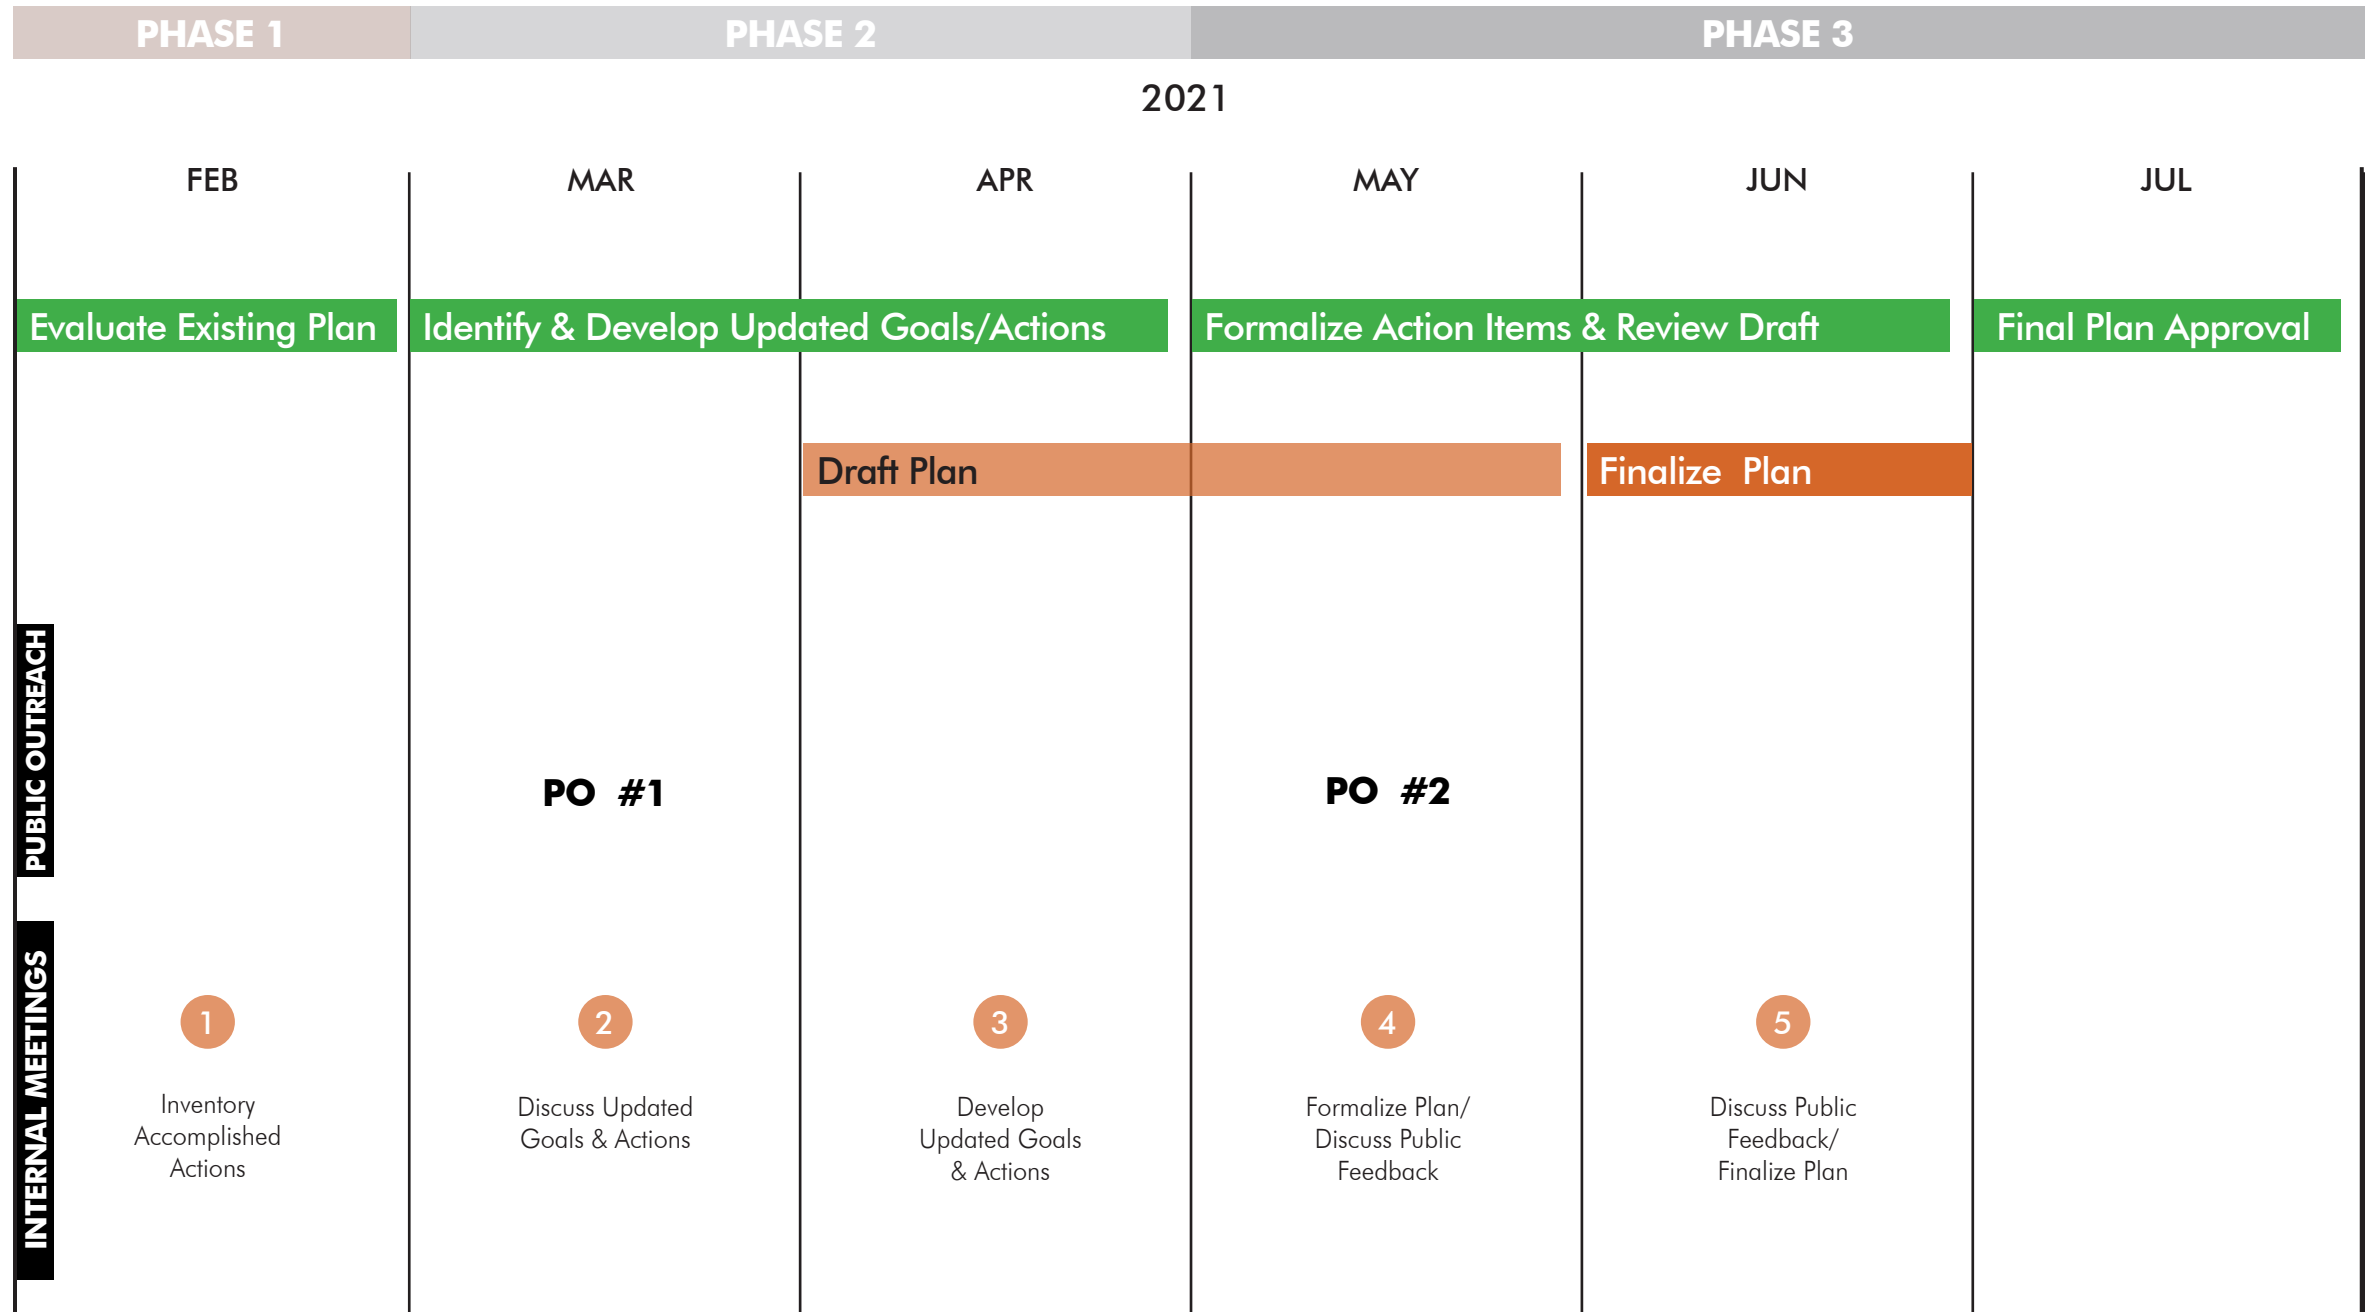 PHASE 1
PHASE 2
PHASE 3
2021
FEB
MAR
APR
MAY
JUN
JUL
Evaluate Existing Plan
Identify & Develop Updated Goals/Actions
Formalize Action Items & Review Draft
Final Plan Approval
Draft Plan
Finalize Plan
PUBLIC OUTREACH
PO #1
PO #2
INTERNAL MEETINGS
1
Inventory
Accomplished
Actions
2
Discuss Updated
Goals & Actions
3
Develop
Updated Goals
& Actions
4
Formalize Plan/
Discuss Public
Feedback
5
Discuss Public
Feedback/
Finalize Plan